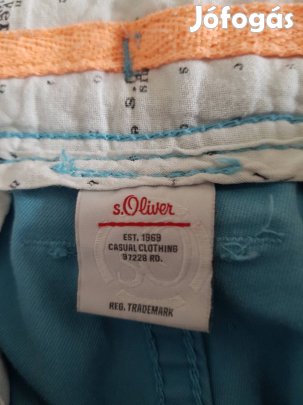 Jófogás
s.Oliver
EST. 1969
CASUAL CLOTHING
97228 RO.
REG. TRADEMARK